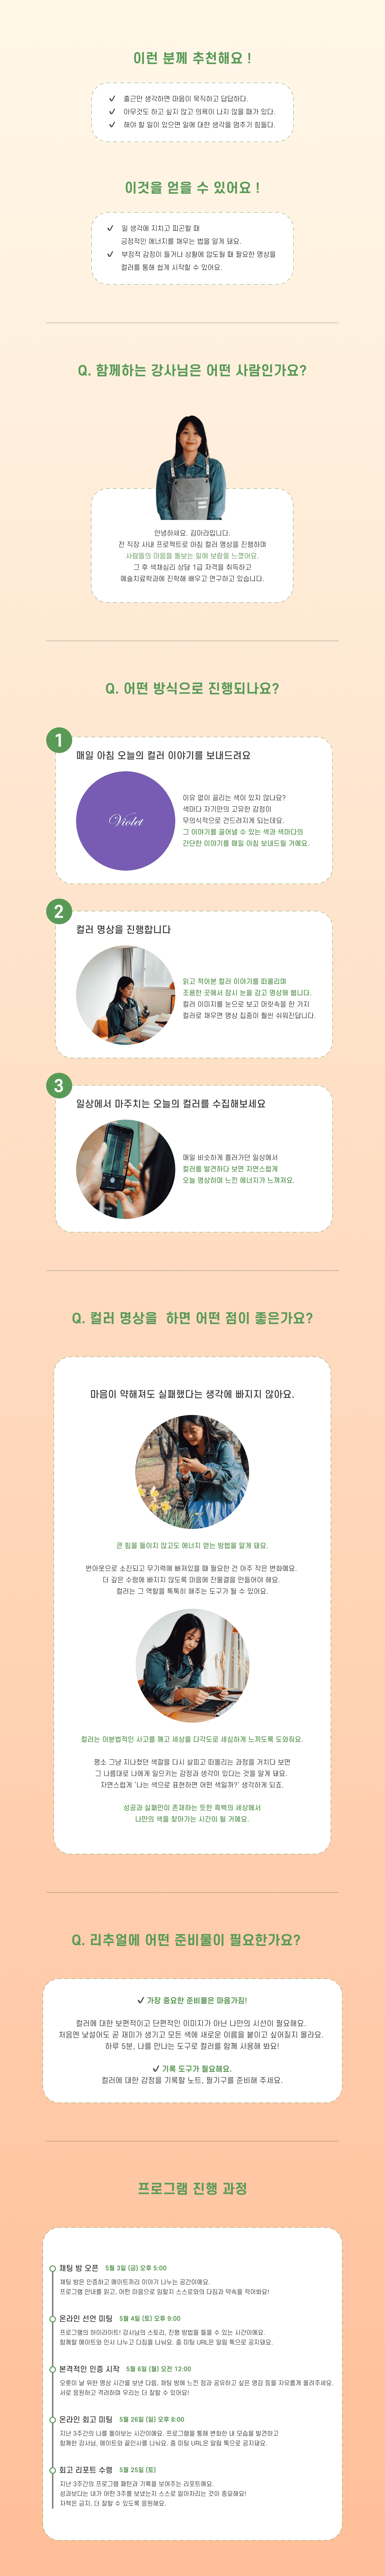 이런 분께 추천해요 !
출근만 생각하면 마음이 묵직하고 답답하다.
아무것도 하고 싶지 않고 의욕이 나지 않을 때가 있다.
해야 할 일이 있으면 일에 대한 생각을 멈추기 힘들다.
이것을 얻을 수 있어요 !
일 생각에 지치고 피곤할 때
긍정적인 에너지를 채우는 법을 알게 돼요.
부정적 감정이 들거나 상황에 압도될 때 필요한 명상을
컬러를 통해 쉽게 시작할 수 있어요.
Q. 함께하는 강사님은 어떤 사람인가요?
안녕하세요. 김아라입니다.
전 직장 사내 프로젝트로 아침 컬러 명상을 진행하며
사람들의 마음을 돌보는 일에 보람을 느꼈어요.
그 후 색채심리 상담 1급 자격을 취득하고
예술치료학과에 진학해 배우고 연구하고 있습니다.
Q. 어떤 방식으로 진행되나요?
1
매일 아침 오늘의 컬러 이야기를 보내드려요
Violet
이유 없이 끌리는 색이 있지 않나요?
색마다 자기만의 고유한 감정이
무의식적으로 건드려지게 되는데요.
그 이야기를 끌어낼 수 있는 색과 색마다의
간단한 이야기를 매일 아침 보내드릴 거예요.
2
컬러 명상을 진행합니다
읽고 적어본 컬러 이야기를 떠올리며
조용한 곳에서 잠시 눈을 감고 명상해 봅니다.
컬러 이미지를 눈으로 보고 머릿속을 한 가지
컬러로 채우면 명상 집중이 훨씬 쉬워진답니다.
3
일상에서 마주치는 오늘의 컬러를 수집해보세요
매일 비슷하게 흘러가던 일상에서
컬러를 발견하다 보면 자연스럽게
오늘 명상하며 느낀 에너지가 느껴져요.
Q. 컬러 명상을 하면 어떤 점이 좋은가요?
마음이 약해져도 실패했다는 생각에 빠지지 않아요.
큰 힘을 들이지 않고도 에너지 얻는 방법을 알게 돼요.
번아웃으로 소진되고 무기력에 빠져있을 때 필요한 건 아주 작은 변화예요.
더 깊은 수렁에 빠지지 않도록 마음에 전물결을 만들어야 해요.
컬러는 그 역할을 톡톡히 해주는 도구가 될 수 있어요.
컬러는 이분법적인 사고를 깨고 세상을 다각도로 세심하게 느끼도록 도와줘요.
평소 그냥 지나쳤던 색깔을 다시 살피고 떠올리는 과정을 거치다 보면
그 나름대로 나에게 일으키는 감정과 생각이 있다는 것을 알게 돼요.
자연스럽게 '나는 색으로 표현하면 어떤 색일까?' 생각하게 되죠.
성공과 실패만이 존재하는 듯한 흑백의 세상에서
나만의 색을 찾아가는 시간이 될 거예요.
Q. 리추얼에 어떤 준비물이 필요한가요?
가장 중요한 준비물은 마음가짐!
컬러에 대한 보편적이고 단편적인 이미지가 아닌 나만의 시선이 필요해요.
처음엔 낯설어도 곧 재미가 생기고 모든 색에 새로운 이름을 붙이고 싶어질지 몰라요.
하루 5분, 나를 만나는 도구로 컬러를 함께 사용해 봐요!
기록 도구가 필요해요.
컬러에 대한 감정을 기록할 노트, 필기구를 준비해 주세요.
프로그램 진행 과정
채팅 방 오픈 5월 3일 (금) 오후 5:00
채팅 방은 인증하고 메이트끼리 이야기 나누는 공간이에요.
프로그램 안내를 읽고, 어떤 마음으로 임할지 스스로와의 다짐과 약속을 적어봐요!
온라인 선언 미팅 5월 4일 (토) 오후 9:00
프로그램의 하이라이트! 강사님의 스토리, 진행 방법을 들을 수 있는 시간이에요.
함께할 메이트와 인사 나누고 다짐을 나눠요. 줌 미팅 URL은 알림 톡으로 공지돼요.
본격적인 인증 시작 5월 6일 (월) 오전 12:00
오롯이 날 위한 명상 시간을 보낸 다음, 채팅 방에 느낀 점과 공유하고 싶은 영감 등을 자유롭게 올려주세요.
서로 응원하고 격려하며 우리는 더 잘할 수 있어요!
온라인 회고 미팅 5월 26일 (일) 오후 8:00
지난 3주간의 나를 돌아보는 시간이에요. 프로그램을 통해 변화한 내 모습을 발견하고
함께한 강사님, 메이트와 끝인사를 나눠요. 줌 미팅 URL은 알림 톡으로 공지돼요.
회고 리포트 수령 5월 25일 (토)
지난 3주간의 프로그램 패턴과 기록을 보여주는 리포트예요.
성과보다는 내가 어떤 3주를 보냈는지 스스로 알아차리는 것이 중요해요!
자책은 금지, 더 잘할 수 있도록 응원해요.